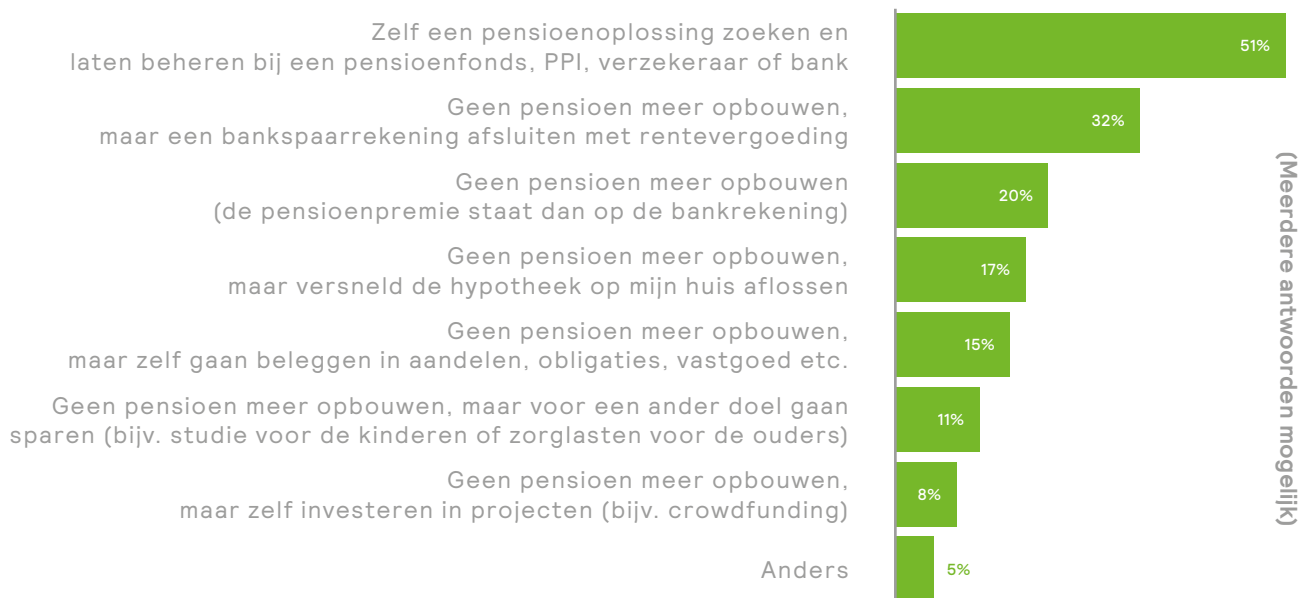 Zelf een pensioenoplossing zoeken en
laten beheren bij een pensioenfonds, PPI, verzekeraar of bank
51%
Geen pensioen meer opbouwen,
maar een bankspaarrekening afsluiten met rentevergoeding
32%
Geen pensioen meer opbouwen
(de pensioenpremie staat dan op de bankrekening)
20%
Geen pensioen meer opbouwen,
maar versneld de hypotheek op mijn huis aflossen
17%
Geen pensioen meer opbouwen,
maar zelf gaan beleggen in aandelen, obligaties, vastgoed etc.
15%
Geen pensioen meer opbouwen, maar voor een ander doel gaan
sparen (bijv. studie voor de kinderen of zorglasten voor de ouders)
11%
Geen pensioen meer opbouwen,
maar zelf investeren in projecten (bijv. crowdfunding)
8%
Anders
5%
(Meerdere antwoorden mogelijk)